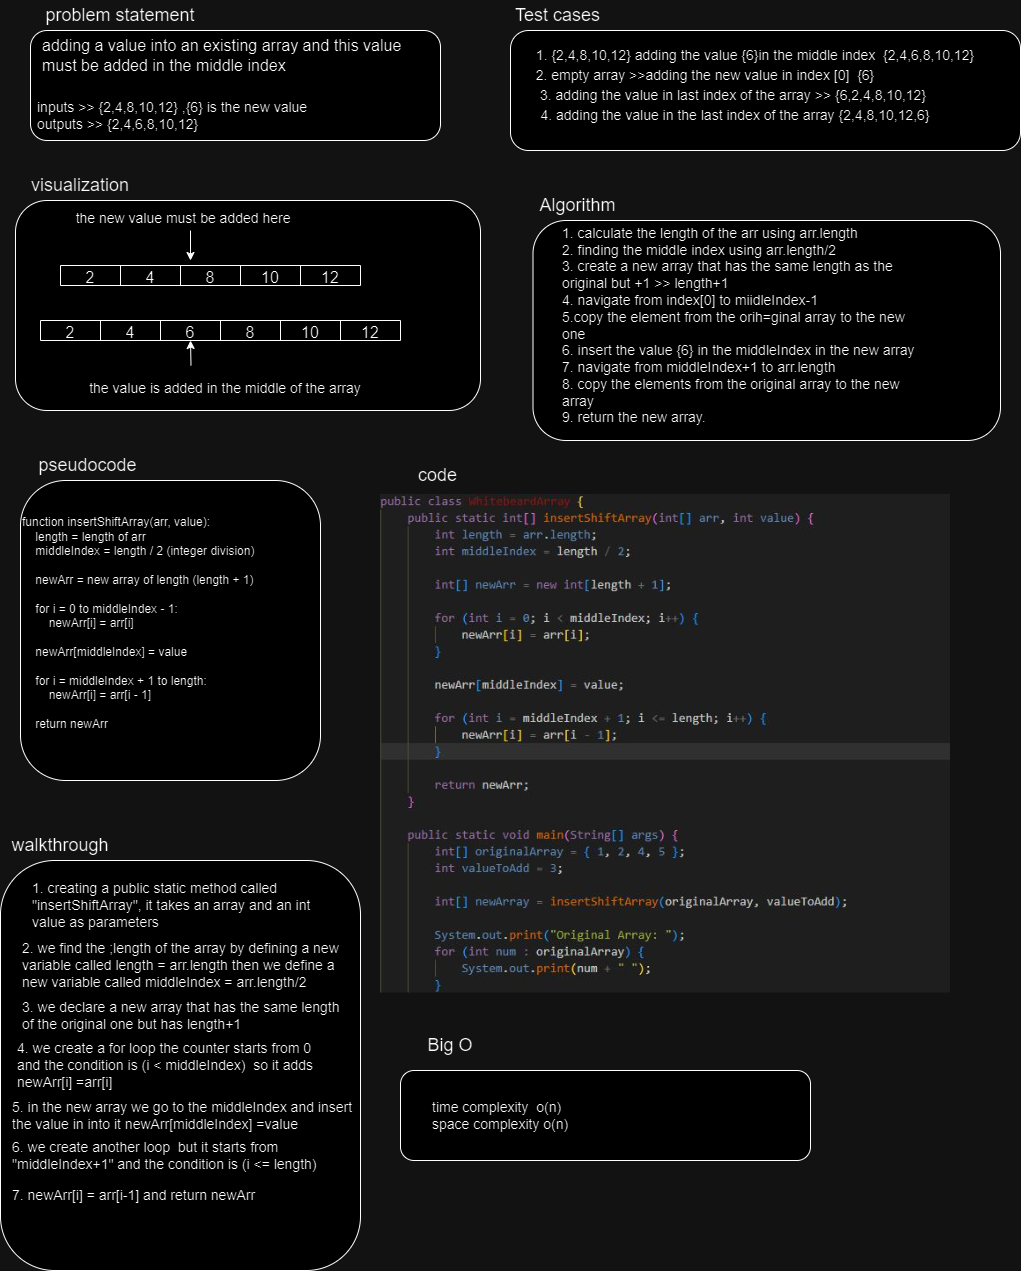 problem statement
adding a value into an existing array and this value
must be added in the middle index
inputs >> {2,4,8,10,12} ,{6} is the new value
outputs >> {2,4,6,8,10,12}
Test cases
1. {2,4,8,10,12} adding the value {6}in the middle index  {2,4,6,8,10,12}
2. empty array >>adding the new value in index [0]  {6}
3. adding the value in last index of the array >> {6,2,4,8,10,12}
4. adding the value in the last index of the array {2,4,8,10,12,6}
visualization
the new value must be added here
2 4 8 10 12
2 4 6 8 10 12
the value is added in the middle of the array
Algorithm
1. calculate the length of the arr using arr.length
2. finding the middle index using arr.length/2
3. create a new array that has the same length as the
original but +1 >> length+1
4. navigate from index[0] to miidleIndex-1
5.copy the element from the orih=ginal array to the new
one
6. insert the value {6} in the middleIndex in the new array
7. navigate from middleIndex+1 to arr.length
8. copy the elements from the original array to the new
array
9. return the new array.
pseudocode
function insertShiftArray(arr, value):
length = length of arr
middleIndex = length / 2 (integer division)
newArr = new array of length (length + 1)
for i = 0 to middleIndex - 1:
newArr[i] = arr[i]
newArr[middleIndex] = value
for i = middleIndex + 1 to length:
newArr[i] = arr[i - 1]
return newArr
code
public class WhitebeardArray {
public static int[] insertShiftArray(int[] arr, int value) {
int length = arr.length;
int middleIndex = length / 2;
int[] newArr = new int[length + 1];
for (int i = 0; i < middleIndex; i++) {
newArr[i] = arr[i];
}
newArr[middleIndex] = value;
for (int i = middleIndex + 1; i <= length; i++) {
newArr[i] = arr[i - 1];
}
return newArr;
}
public static void main(String[] args) {
int[] originalArray = { 1, 2, 4, 5 };
int valueToAdd = 3;
int[] newArray = insertShiftArray(originalArray, valueToAdd);
System.out.print("Original Array: ");
for (int num : originalArray) {
System.out.print(num + " ");
}
walkthrough
1. creating a public static method called
"insertShiftArray", it takes an array and an int
value as parameters
2. we find the ;length of the array by defining a new
variable called length = arr.length then we define a
new variable called middleIndex = arr.length/2
3. we declare a new array that has the same length
of the original one but has length+1
4. we create a for loop the counter starts from 0
and the condition is (i < middleIndex)  so it adds
newArr[i] =arr[i]
5. in the new array we go to the middleIndex and insert
the value in into it newArr[middleIndex] =value
6. we create another loop  but it starts from
"middleIndex+1" and the condition is (i <= length)
7. newArr[i] = arr[i-1] and return newArr
Big O
time complexity  o(n)
space complexity o(n)